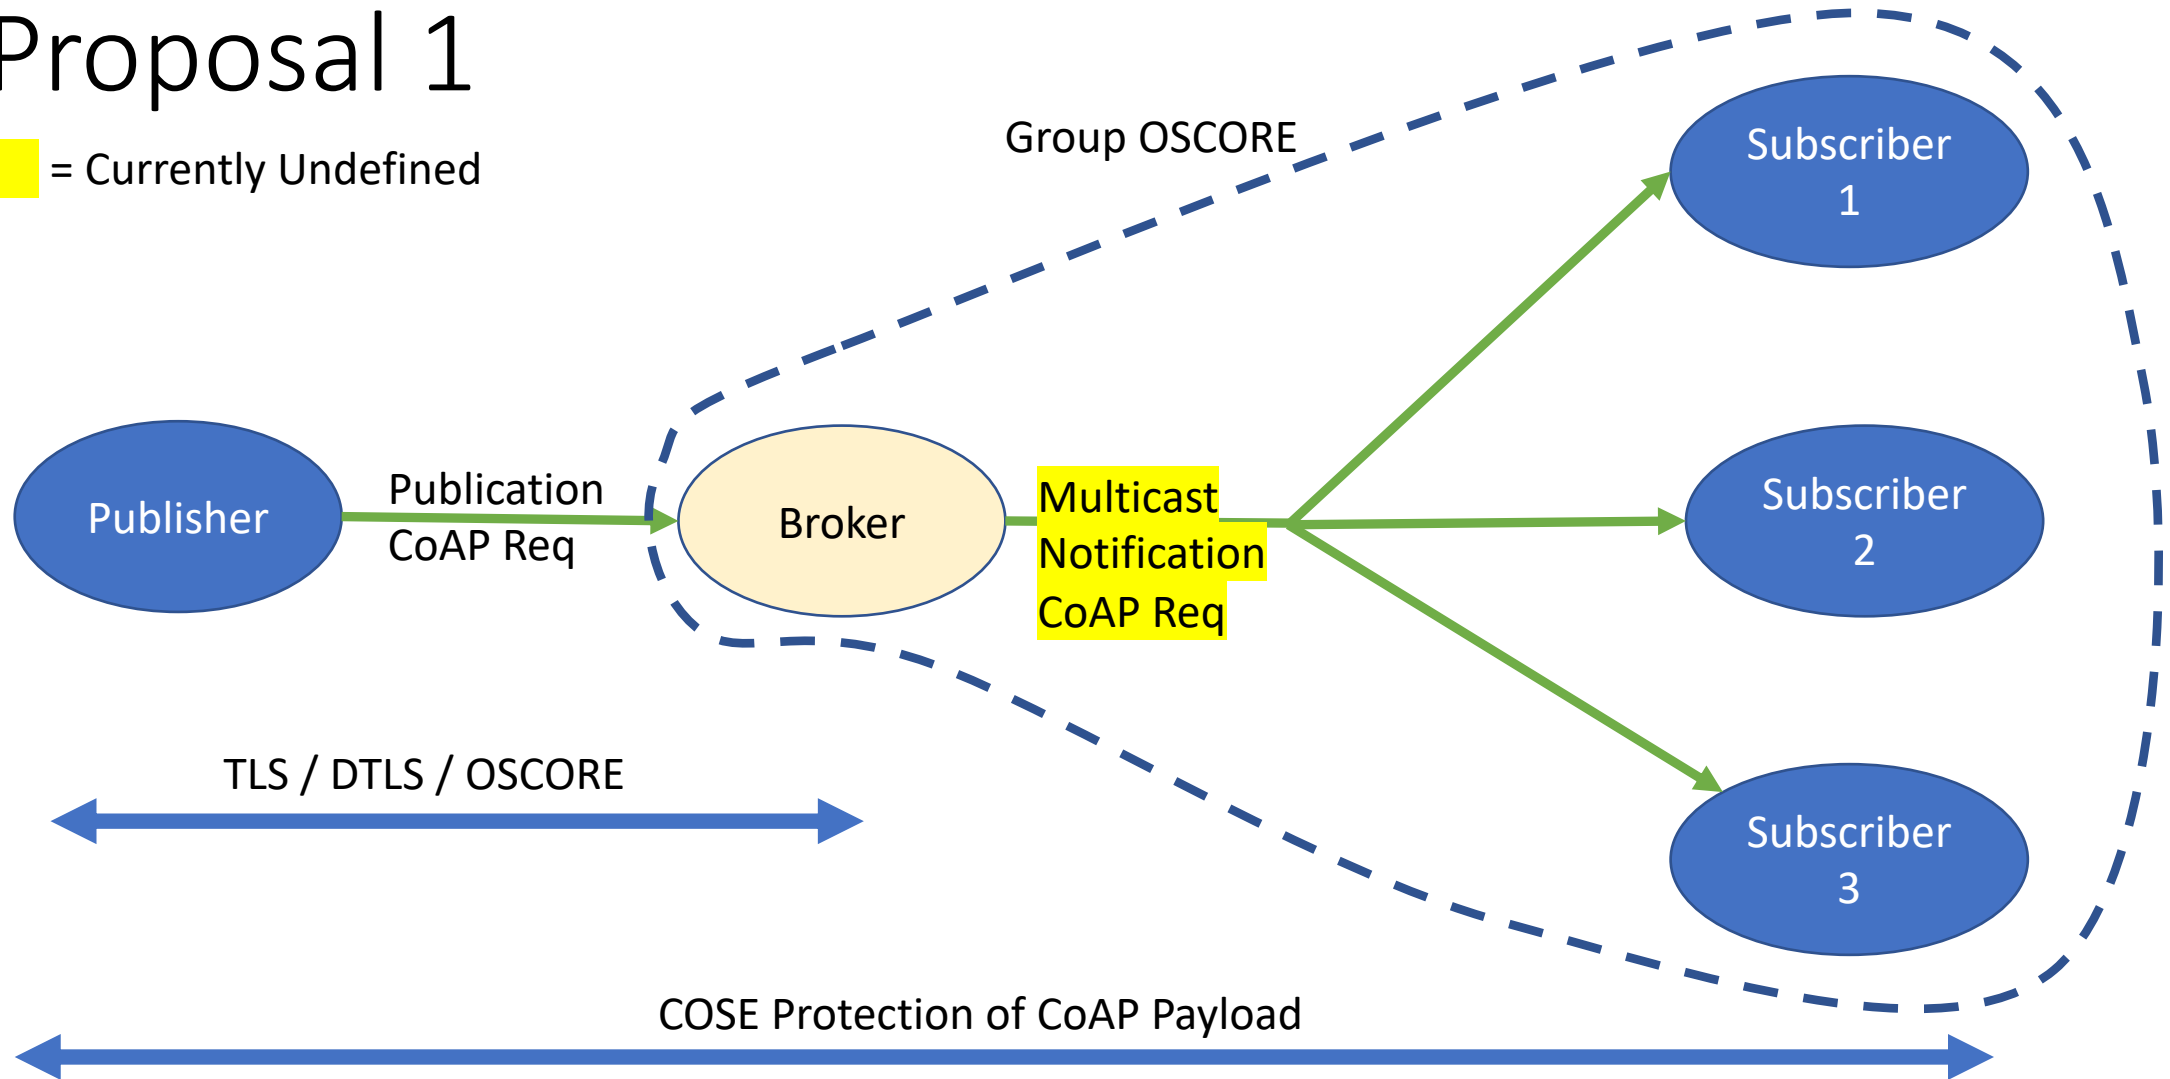 Proposal 1
= Currently Undefined
Group OSCORE
Subscriber
1
Publisher
Publication
CoAP Req
Broker
Multicast
Notification
CoAP Req
Subscriber
2
TLS / DTLS / OSCORE
Subscriber
3
COSE Protection of CoAP Payload